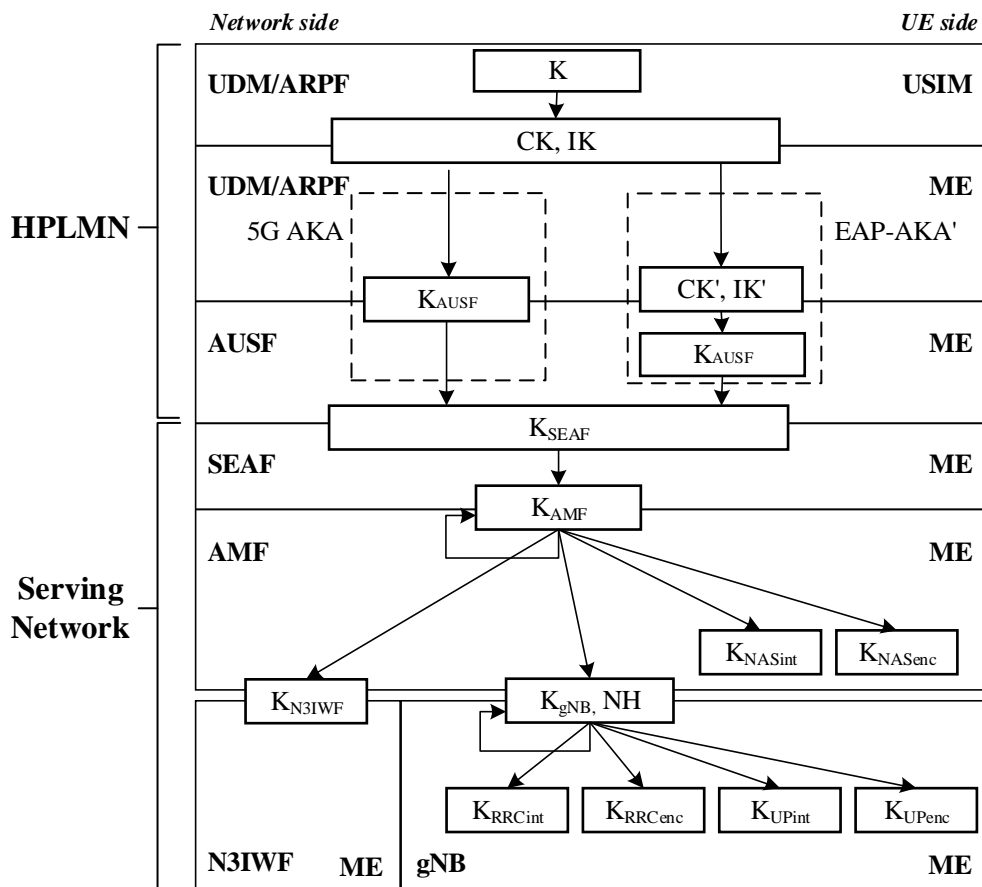 Network side
UE side
UDM/ARPF
K
USIM
CK, IK
UDM/ARPF
ME
HPLMN
5G AKA
EAP-AKA'
KAUSF
CK', IK'
AUSF
KAUSF
ME
KSEAF
SEAF
ME
KAMF
AMF
ME
Serving
Network
KNASint
KNASenc
KN3IWF
KgNB, NH
KRRCint
KRRCenc
KUPint
KUPenc
N3IWF
ME
gNB
ME